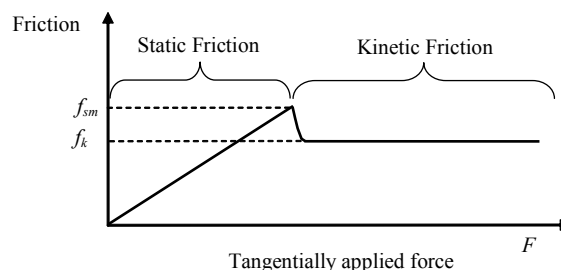 Friction
Static Friction
Kinetic Friction
fsm
fk
F
Tangentially applied force